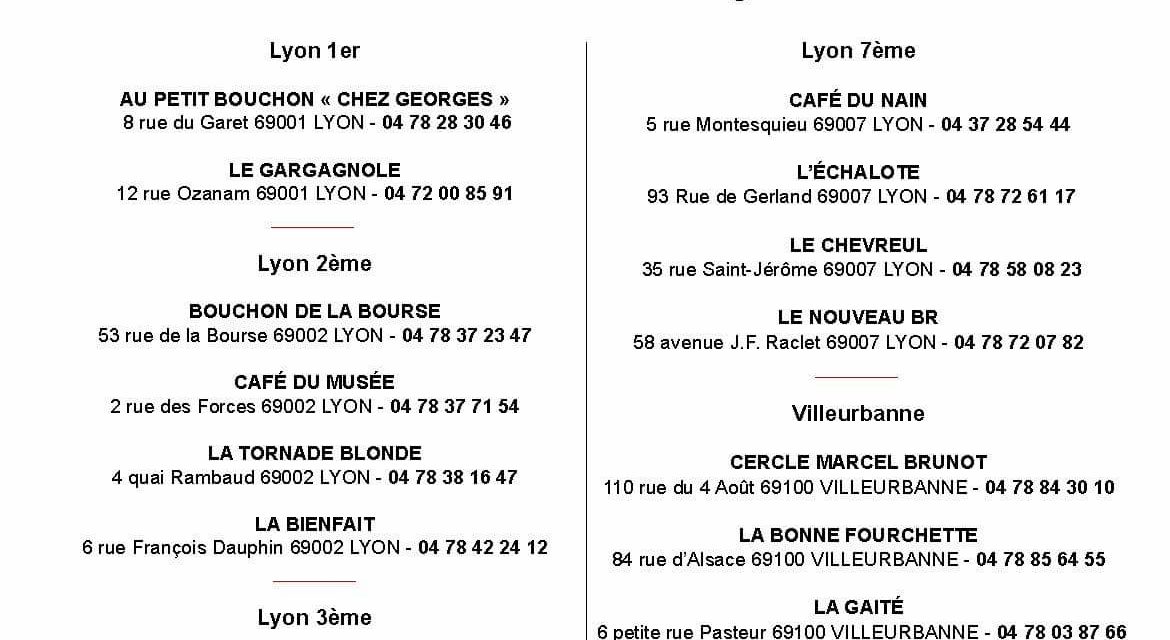 Lyon 1er
AU PETIT BOUCHON « CHEZ GEORGES »
8 rue du Garet 69001 LYON - 04 78 28 30 46
LE GARGAGNOLE
12 rue Ozanam 69001 LYON - 04 72 00 85 91
Lyon 2ème
BOUCHON DE LA BOURSE
53 rue de la Bourse 69002 LYON - 04 78 37 23 47
CAFÉ DU MUSÉE
2 rue des Forces 69002 LYON - 04 78 37 71 54
LA TORNADE BLONDE
4 quai Rambaud 69002 LYON - 04 78 38 16 47
LA BIENFAIT
6 rue François Dauphin 69002 LYON - 04 78 42 24 12
Lyon 3ème
Lyon 7ème
CAFÉ DU NAIN
5 rue Montesquieu 69007 LYON - 04 37 28 54 44
L'ÉCHALOTE
93 Rue de Gerland 69007 LYON - 04 78 72 61 17
LE CHEVREUL
35 rue Saint-Jérôme 69007 LYON - 04 78 58 08 23
LE NOUVEAU BR
58 avenue J.F. Raclet 69007 LYON - 04 78 72 07 82
Villeurbanne
CERCLE MARCEL BRUNOT
110 rue du 4 Août 69100 VILLEURBANNE - 04 78 84 30 10
LA BONNE FOURCHETTE
84 rue d'Alsace 69100 VILLEURBANNE - 04 78 85 64 55
LA GAITÉ
6 petite rue Pasteur 69100 VILLEURBANNE - 04 78 03 87 66